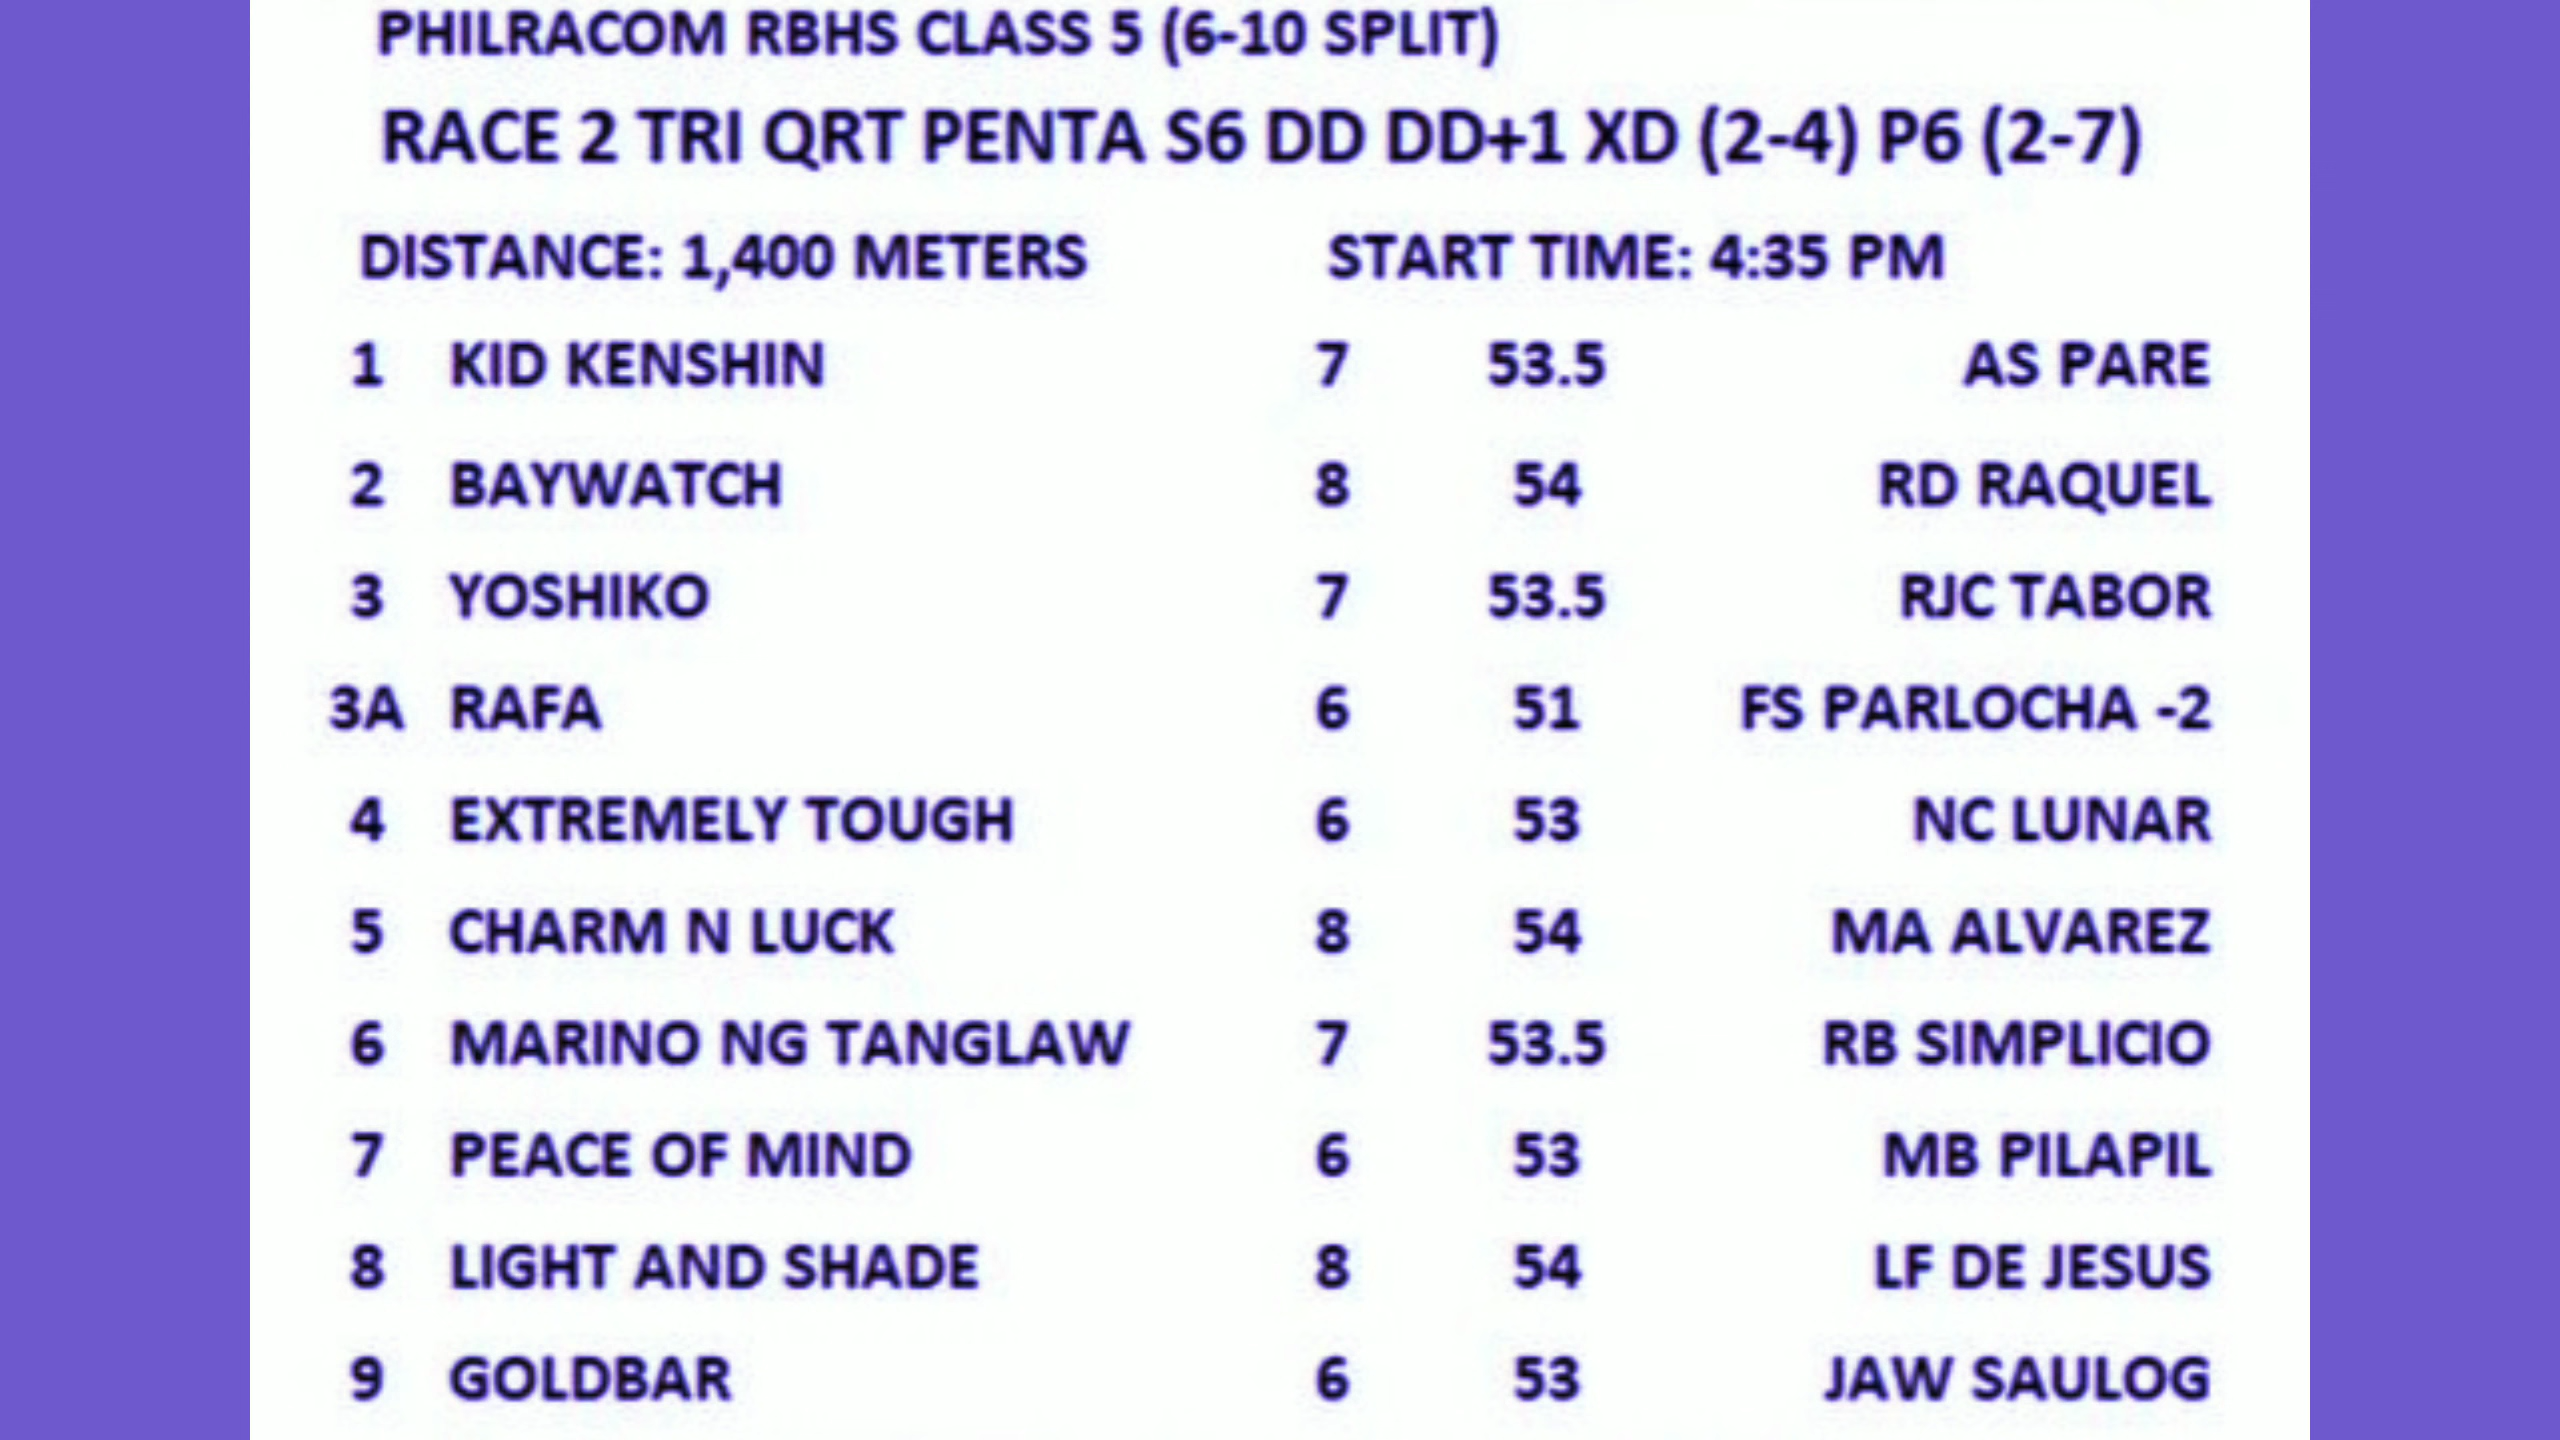 PHILRACOM RBHS CLASS 5 (6-10 SPLIT)
RACE 2 TRI QRT PENTA S6 DD DD+1 XD (2-4) P6 (2-7)
DISTANCE: 1,400 METERS START TIME: 4:35 PM
1 KID KENSHIN 7 53.5 AS PARE
2 BAYWATCH 8 54 RD RAQUEL
3 YOSHIKO 7 53.5 RJC TABOR
3A RAFA 6 51 FS PARLOCHA -2
4 EXTREMELY TOUGH 6 53 NC LUNAR
5 CHARM N LUCK 8 54 MA ALVAREZ
6 MARINO NG TANGLAW 7 53.5 RB SIMPLICIO
7 PEACE OF MIND 6 53 MB PILAPIL
8 LIGHT AND SHADE 8 54 LF DE JESUS
9 GOLDBAR 6 53 JAW SAULOG